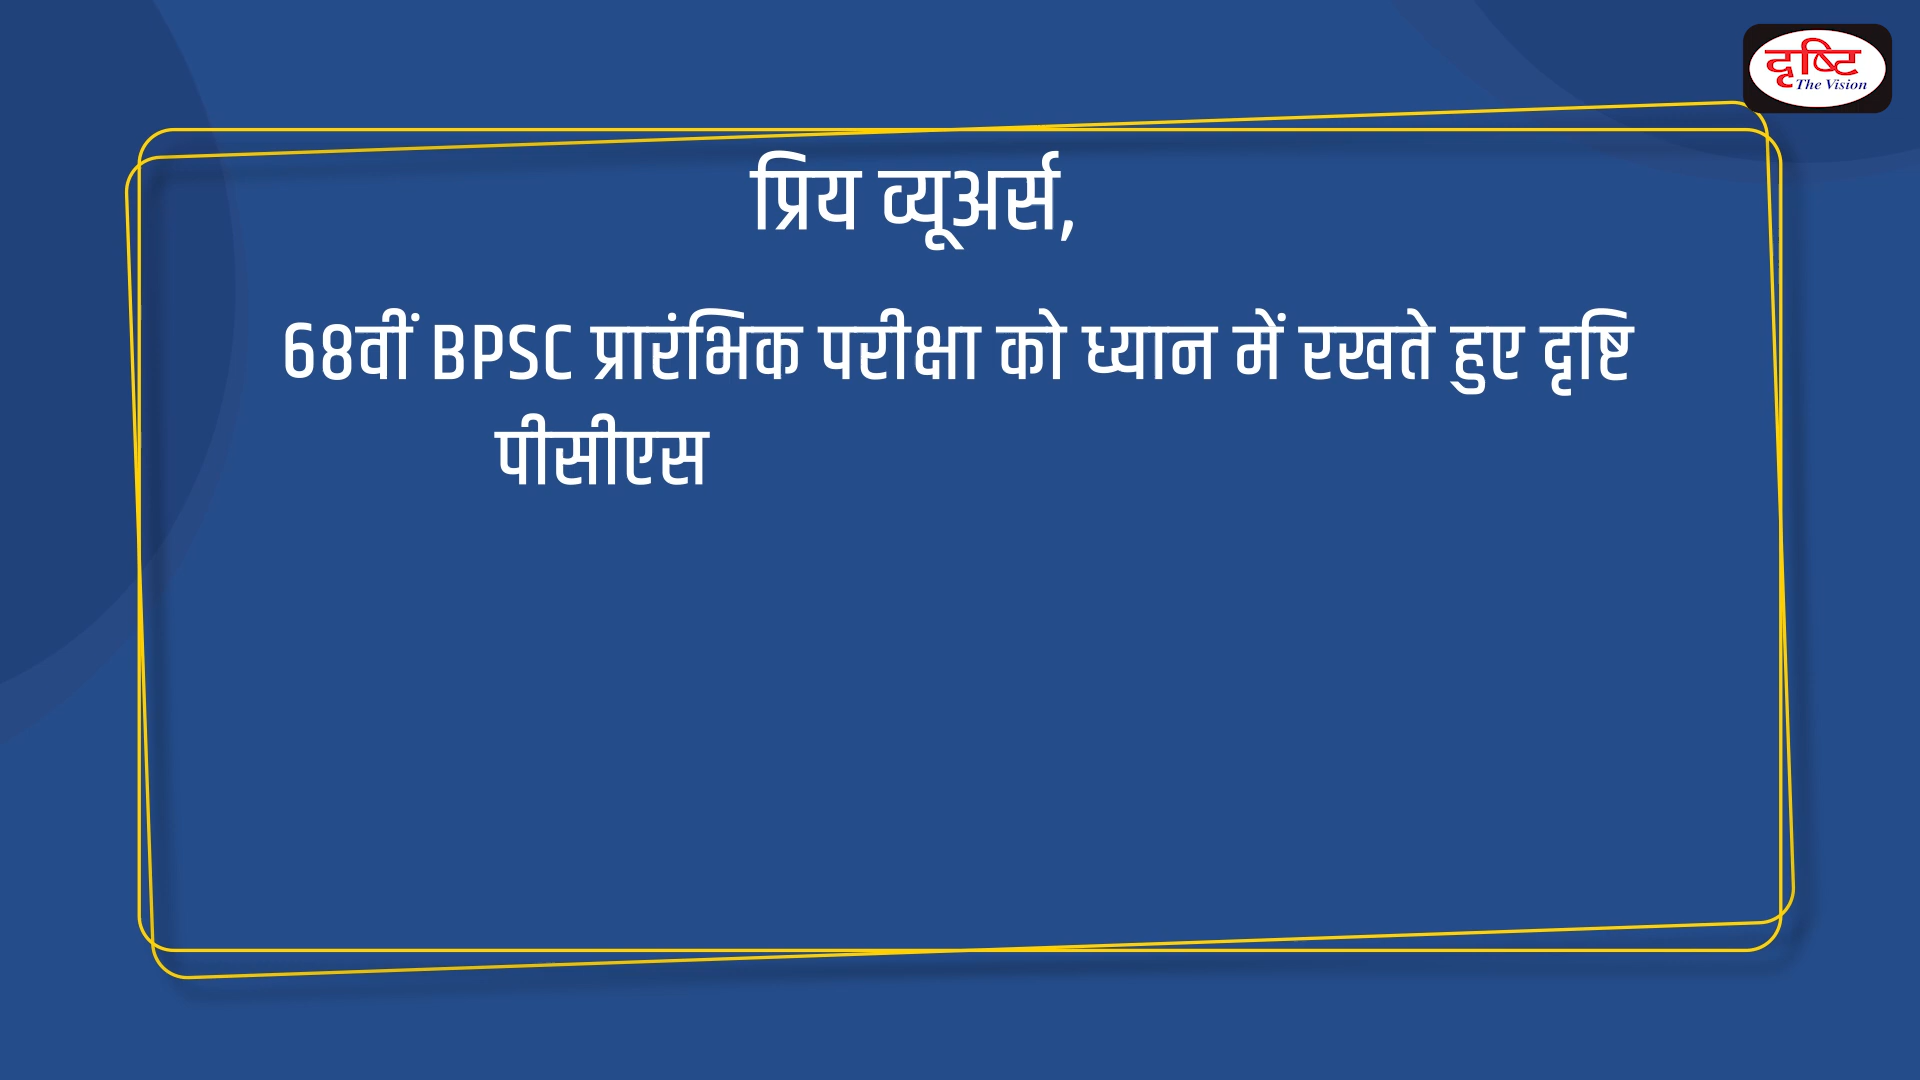 दृष्टि
The Vision
प्रिय व्यूअर्स,
68वीं BPSC प्रारंभिक परीक्षा को ध्यान में रखते हुए दृष्टि
पीसीएस